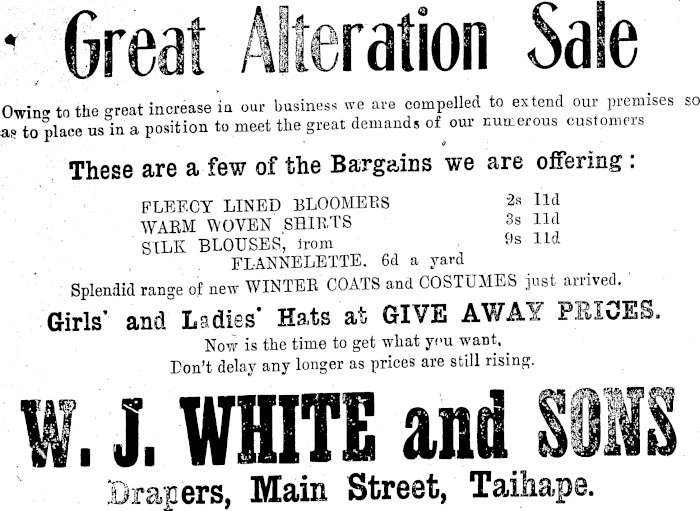 Great Alteration Sale
Owing to the great increase in our business we are compelled to extend our premises so
as to place us in a position to meet the great demands of our numerous customers
These are a few of the Bargains we are offering :
FLEECY LINED BLOOMERS 2s 11d
WARM WOVEN SHIRTS 3s 11d
SILK BLOUSES, from 9s 11d
FLANNELETTE. 6d a yard
Splendid range of new WINTER COATS and COSTUMES just arrived.
Girls' and Ladies' Hats at GIVE AWAY PRICES.
Now is the time to get what you want,
Don't delay any longer as prices are still rising.
W. J. WHITE and SONS
Drapers, Main Street, Taihape.